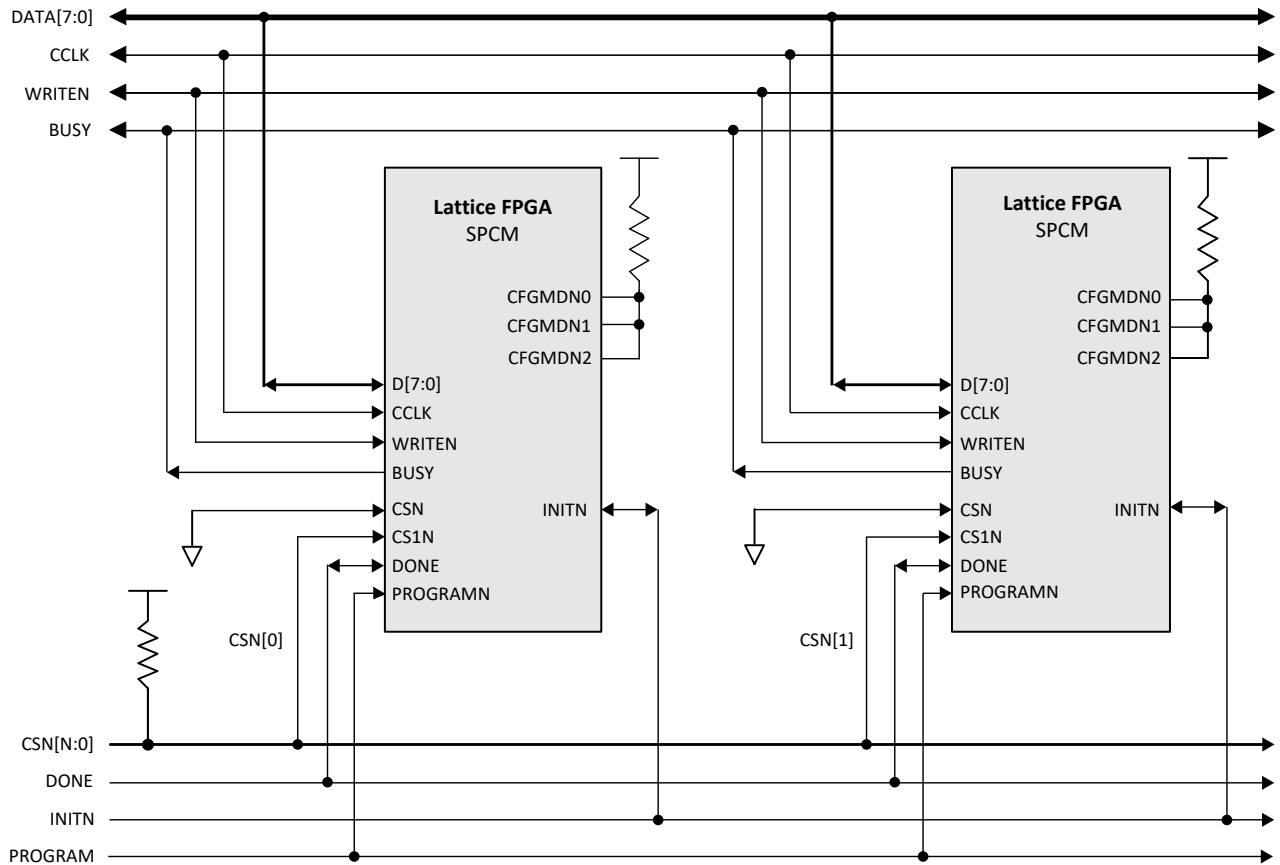 DATA[7:0]
CCLK
WRITEN
BUSY
Lattice FPGA
SPCM
CFGMDN0
CFGMDN1
CFGMDN2
D[7:0]
CCLK
WRITEN
BUSY
CSN
INITN
CS1N
DONE
PROGRAMN
CSN[0]
Lattice FPGA
SPCM
CFGMDN0
CFGMDN1
CFGMDN2
D[7:0]
CCLK
WRITEN
BUSY
CSN
INITN
CS1N
DONE
PROGRAMN
CSN[1]
CSN[N:0]
DONE
INITN
PROGRAM